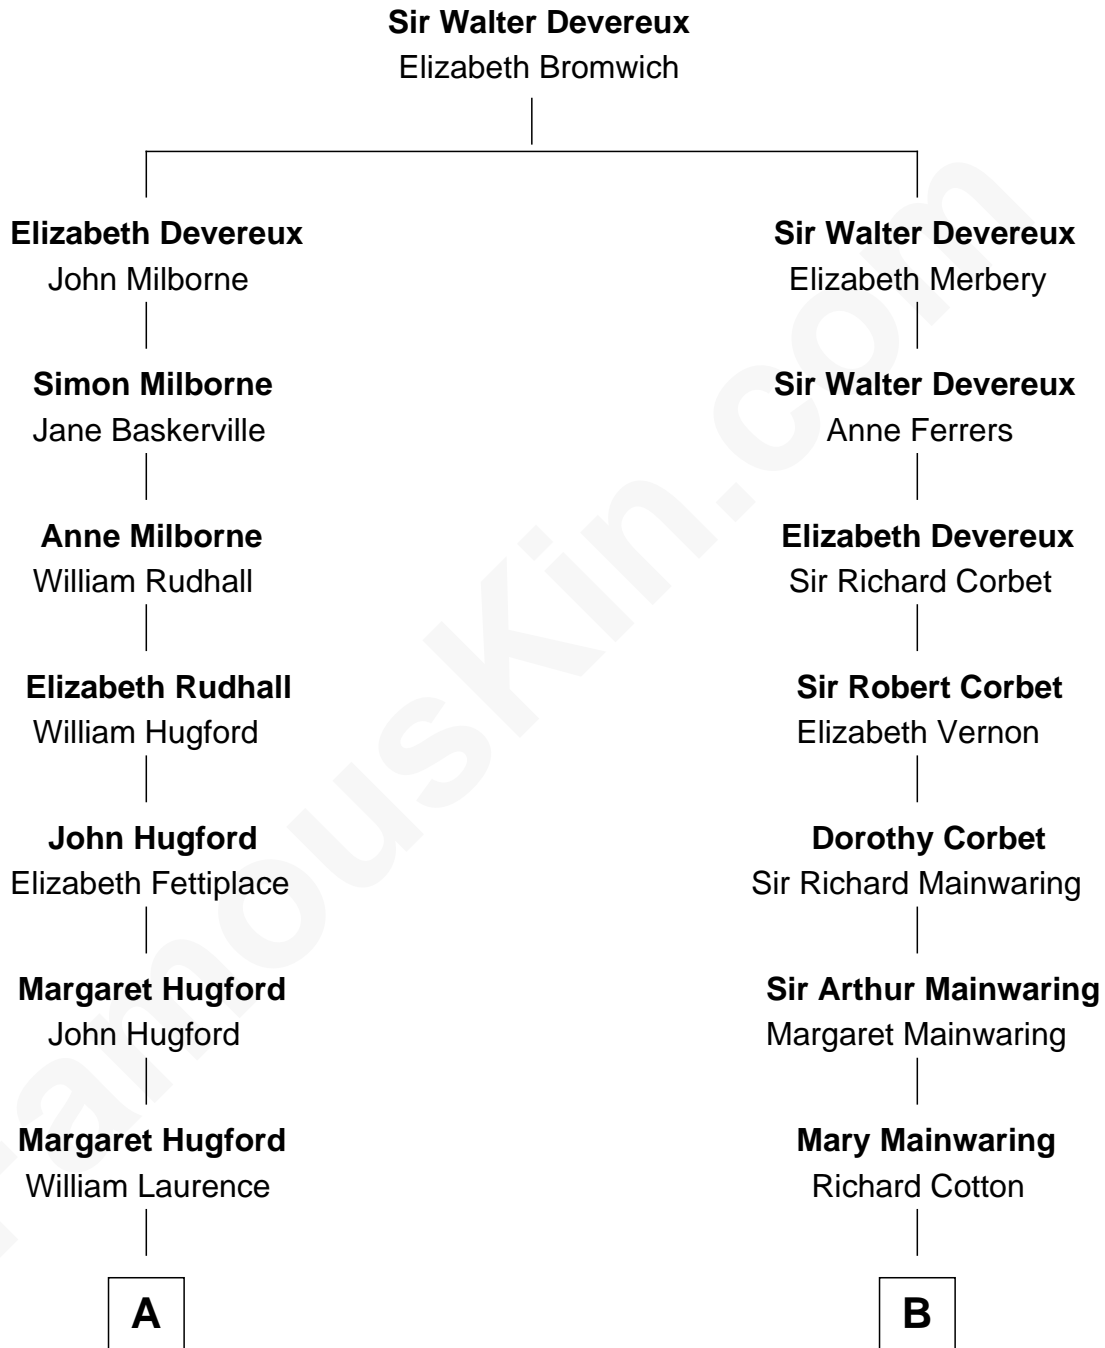 Sir Walter Devereux
Elizabeth Bromwich
Elizabeth Devereux
John Milborne
Simon Milborne
Jane Baskerville
Anne Milborne
William Rudhall
Elizabeth Rudhall
William Hugford
John Hugford
Elizabeth Fettiplace
Margaret Hugford
John Hugford
Margaret Hugford
William Laurence
A
Sir Walter Devereux
Elizabeth Merbery
Sir Walter Devereux
Anne Ferrers
Elizabeth Devereux
Sir Richard Corbet
Sir Robert Corbet
Elizabeth Vernon
Dorothy Corbet
Sir Richard Mainwaring
Sir Arthur Mainwaring
Margaret Mainwaring
Mary Mainwaring
Richard Cotton
B
FamousKin.com